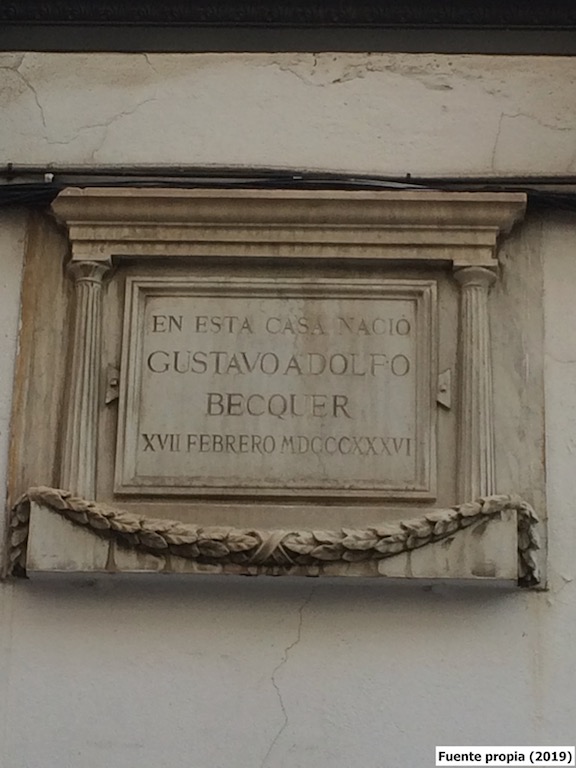 EN ESTA CASA NACIÓ
GUSTAVO ADOLFO
BECQUER
XVII FEBRERO MDCCCXXXVI
Fuente propia (2019)